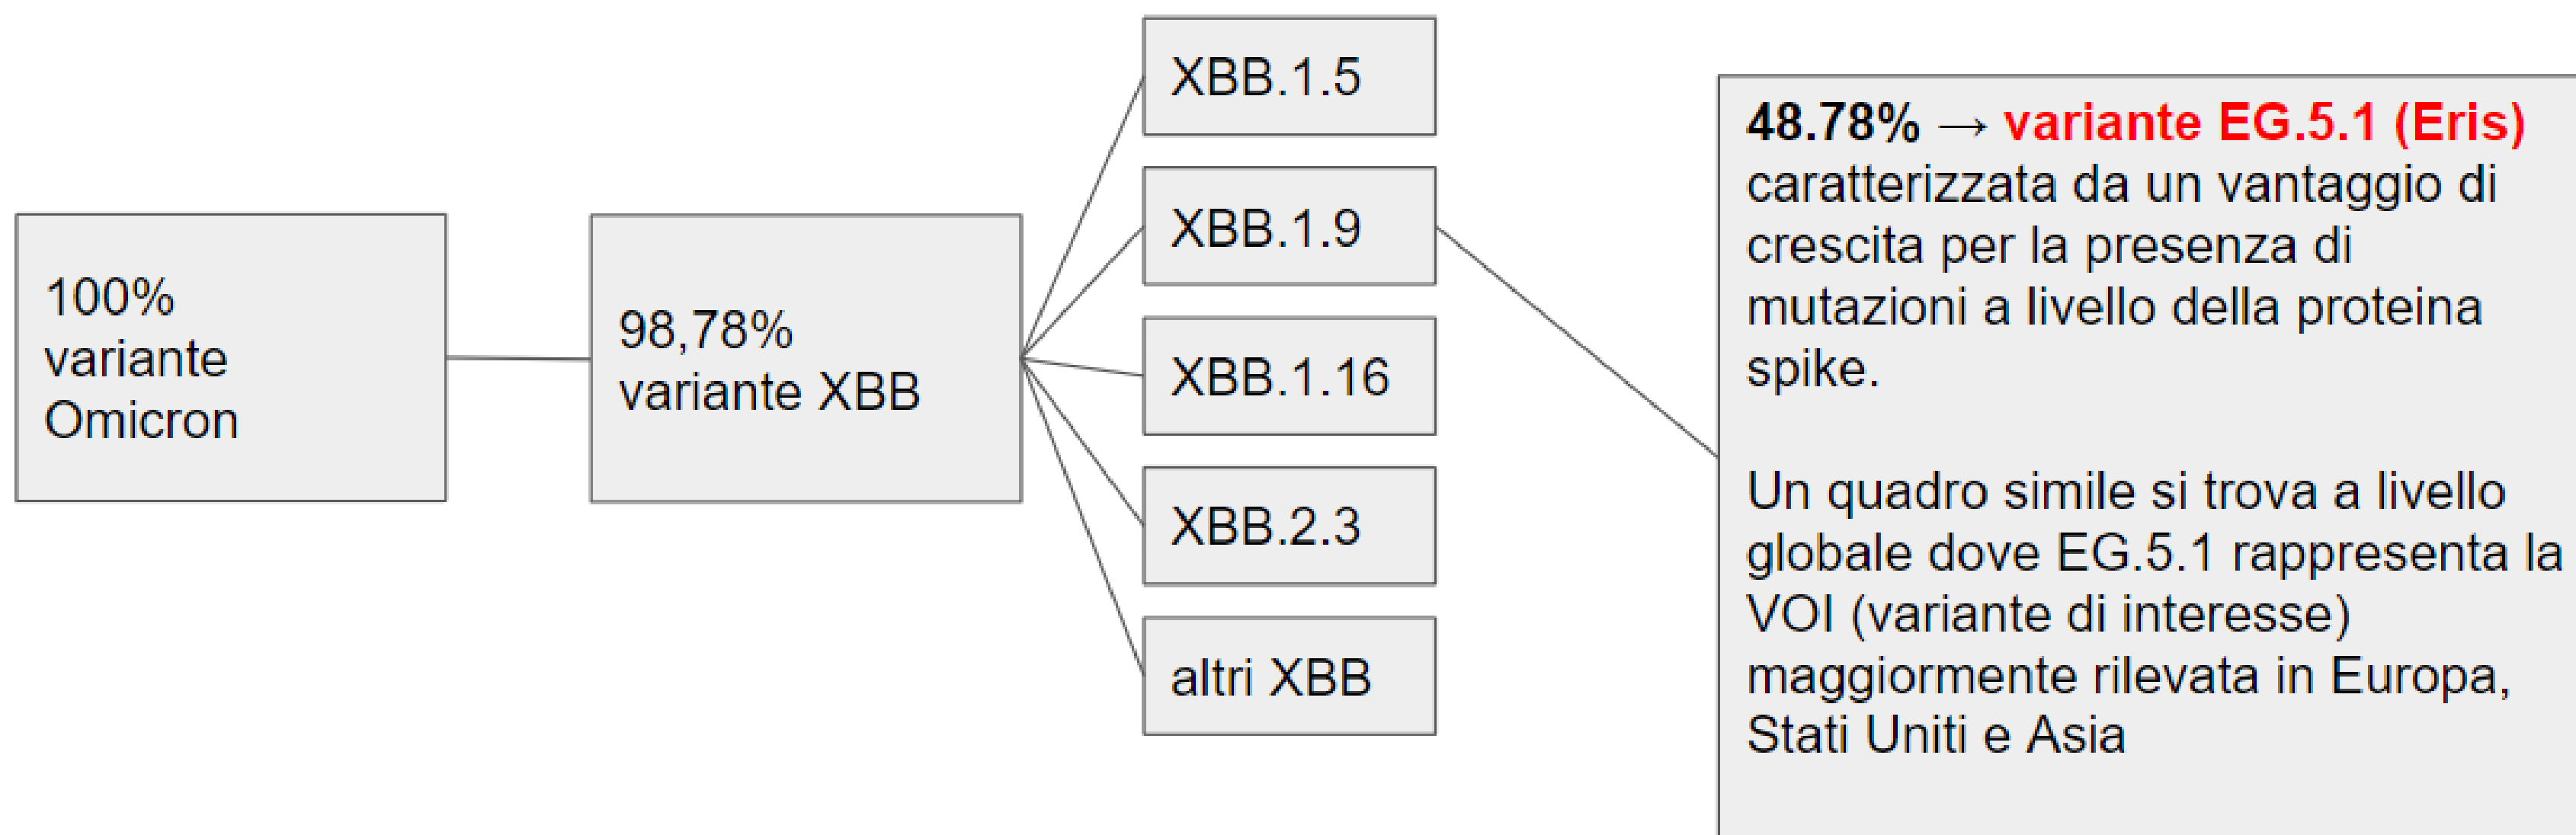 100%
variante
Omicron
98,78%
variante XBB
XBB.1.5
XBB.1.9
XBB.1.16
XBB.2.3
altri XBB
48.78% → variante EG.5.1 (Eris)
caratterizzata da un vantaggio di
crescita per la presenza di
mutazioni a livello della proteina
spike.
Un quadro simile si trova a livello
globale dove EG.5.1 rappresenta la
VOI (variante di interesse)
maggiormente rilevata in Europa,
Stati Uniti e Asia